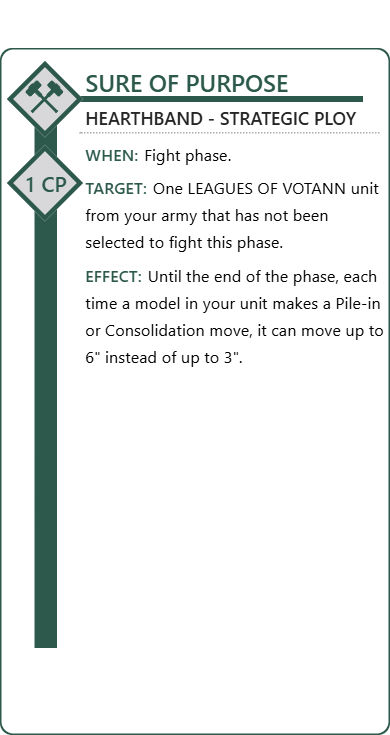 SURE OF PURPOSE
HEARTHBAND - STRATEGIC PLOY
1 CP
WHEN: Fight phase.
TARGET: One LEAGUES OF VOTANN unit
from your army that has not been
selected to fight this phase.
EFFECT: Until the end of the phase, each
time a model in your unit makes a Pile-in
or Consolidation move, it can move up to
6" instead of up to 3".